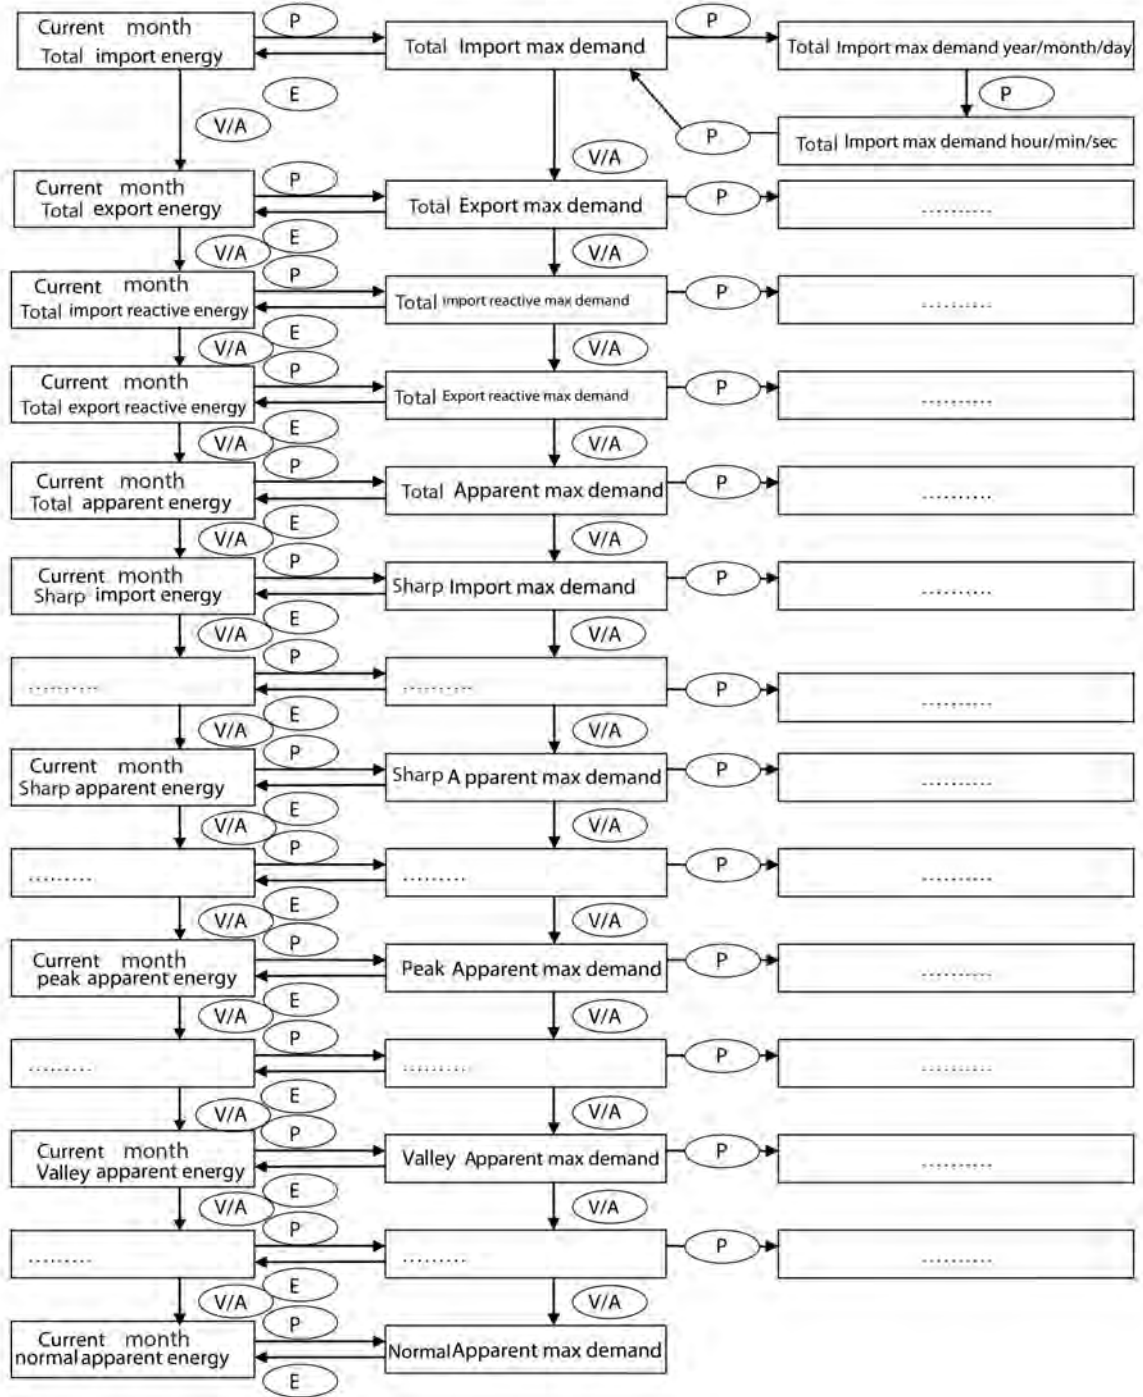 Current month
Total import energy
P
Total Import max demand
P
Total Import max demand year/month/day
E
P
V/A
P
Total Import max demand hour/min/sec
V/A
Current month
Total export energy
P
Total Export max demand
P
..........
E
V/A
V/A
P
Current month
Total import reactive energy
Total import reactive max demand
P
..........
E
V/A
V/A
P
Current month
Total export reactive energy
Total Export reactive max demand
P
..........
E
V/A
V/A
P
Current month
Total apparent energy
Total Apparent max demand
P
..........
E
V/A
V/A
P
Current month
Sharp import energy
Sharp Import max demand
P
..........
E
V/A
V/A
P
..........
..........
P
..........
E
V/A
V/A
P
Current month
Sharp apparent energy
Sharp A pparent max demand
P
..........
E
V/A
V/A
P
.........
.........
P
..........
E
V/A
V/A
P
Current month
peak apparent energy
Peak Apparent max demand
P
..........
E
V/A
V/A
P
.........
..........
P
..........
E
V/A
V/A
P
Current month
Valley apparent energy
Valley Apparent max demand
P
..........
E
V/A
V/A
P
.........
.........
P
..........
E
V/A
V/A
P
Current month
normal apparent energy
Normal Apparent max demand
E